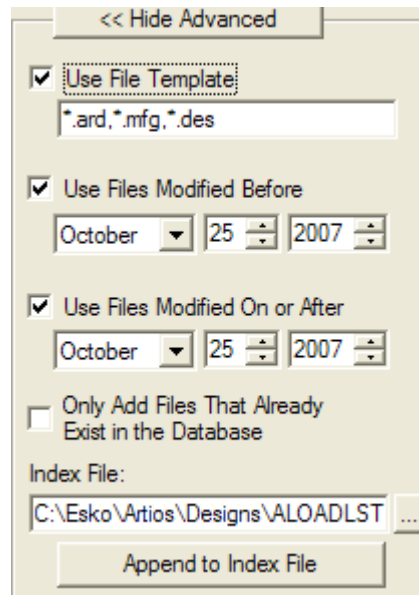 << Hide Advanced
Use File Template
*.ard,*.mfg,*.des
Use Files Modified Before
October 25 2007
Use Files Modified On or After
October 25 2007
Only Add Files That Already
Exist in the Database
Index File:
C:\Esko\Artios\Designs\ALOADLST ...
Append to Index File